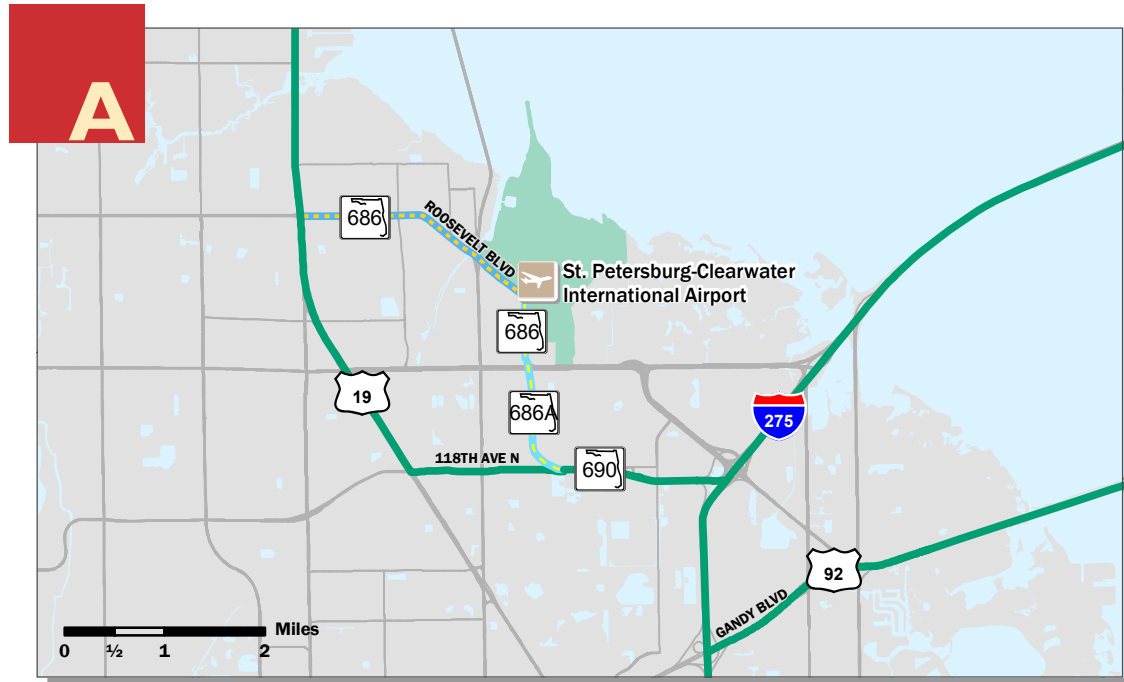 A
686
ROOSEVELT BLVD
St. Petersburg-Clearwater
International Airport
686
19
686A
275
118TH AVE N
690
92
GANDY BLVD
Miles
0 ½ 1 2